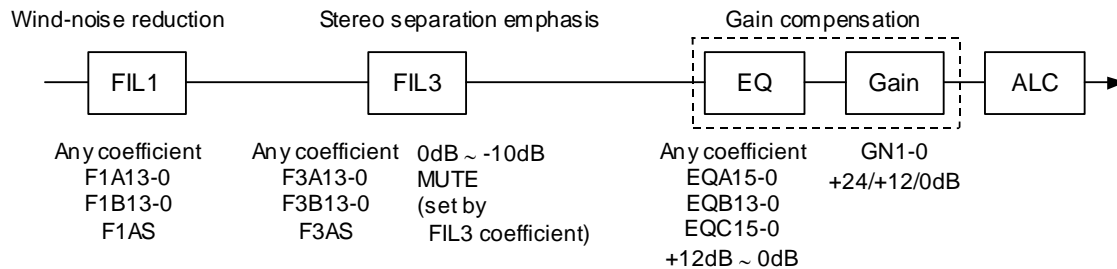 Wind-noise reduction
Stereo separation emphasis
Gain compensation
FIL1
FIL3
EQ
Gain
ALC
Any coefficient
F1A13-0
F1B13-0
F1AS
Any coefficient
F3A13-0
F3B13-0
F3AS
0dB ~ -10dB
MUTE
(set by
FIL3 coefficient)
Any coefficient
EQA15-0
EQB13-0
EQC15-0
+12dB ~ 0dB
GN1-0
+24/+12/0dB